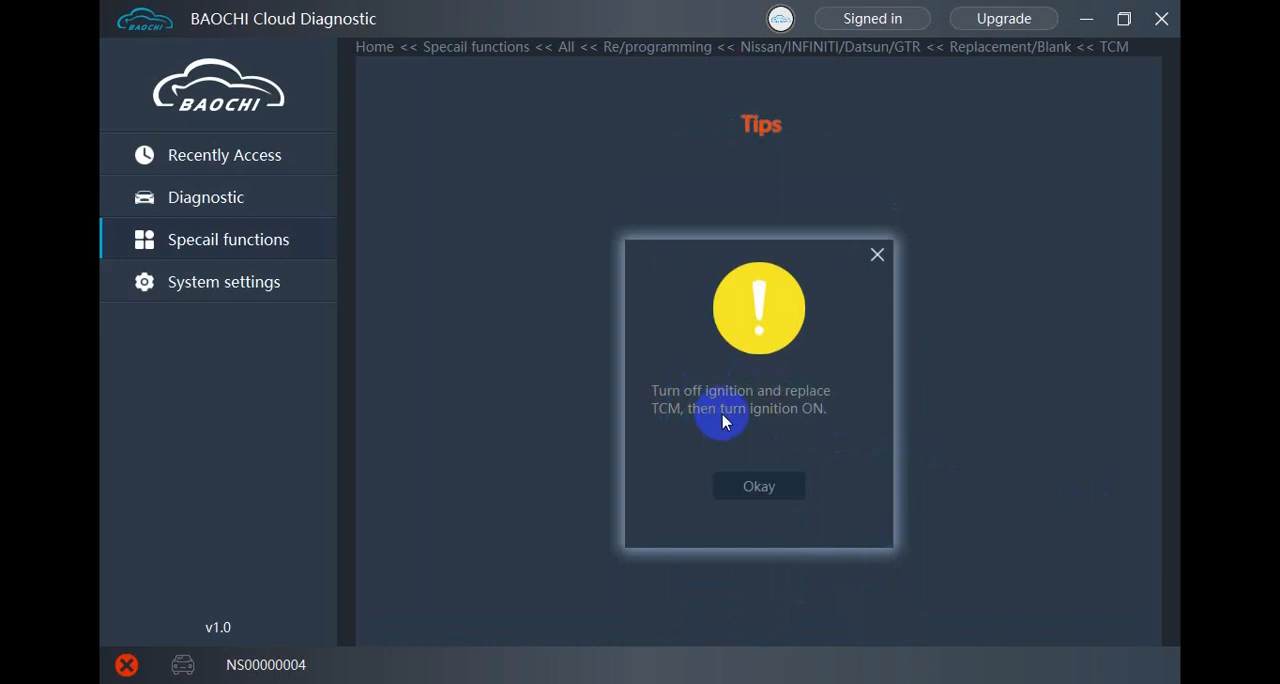 BAOCHI
BAOCHI Cloud Diagnostic
Signed in
Upgrade
Home << Specail functions << All << Re/programming << Nissan/INFINITI/Datsun/GTR << Replacement/Blank << TCM
BAOCHI
Recently Access
Diagnostic
Specail functions
System settings
Tips
Turn off ignition and replace
TCM, then turn ignition ON.
Okay
v1.0
NS00000004